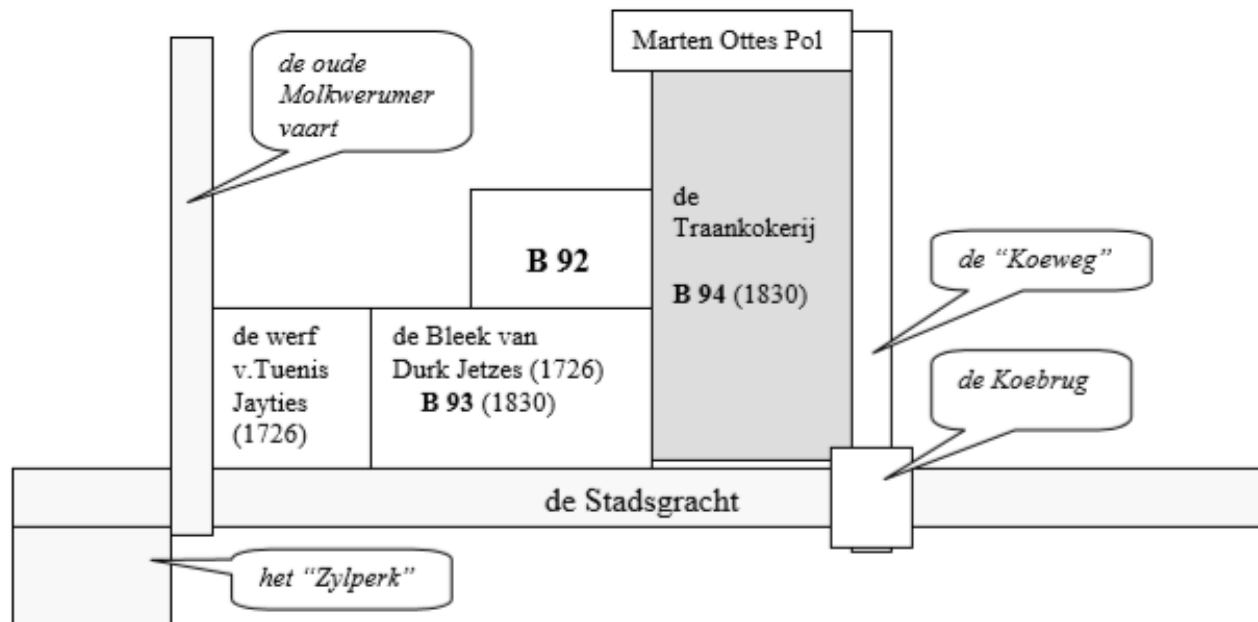 Marten Ottes Pol
de oude
Molkwerumer
vaart
de
Traankokerij
B 94 (1830)
B 92
de “Koeweg”
de werf
v.Tuenis
Jayties
(1726)
de Bleek van
Durk Jetzes (1726)
B 93 (1830)
de Koebrug
de Stadsgracht
het “Zylperk”